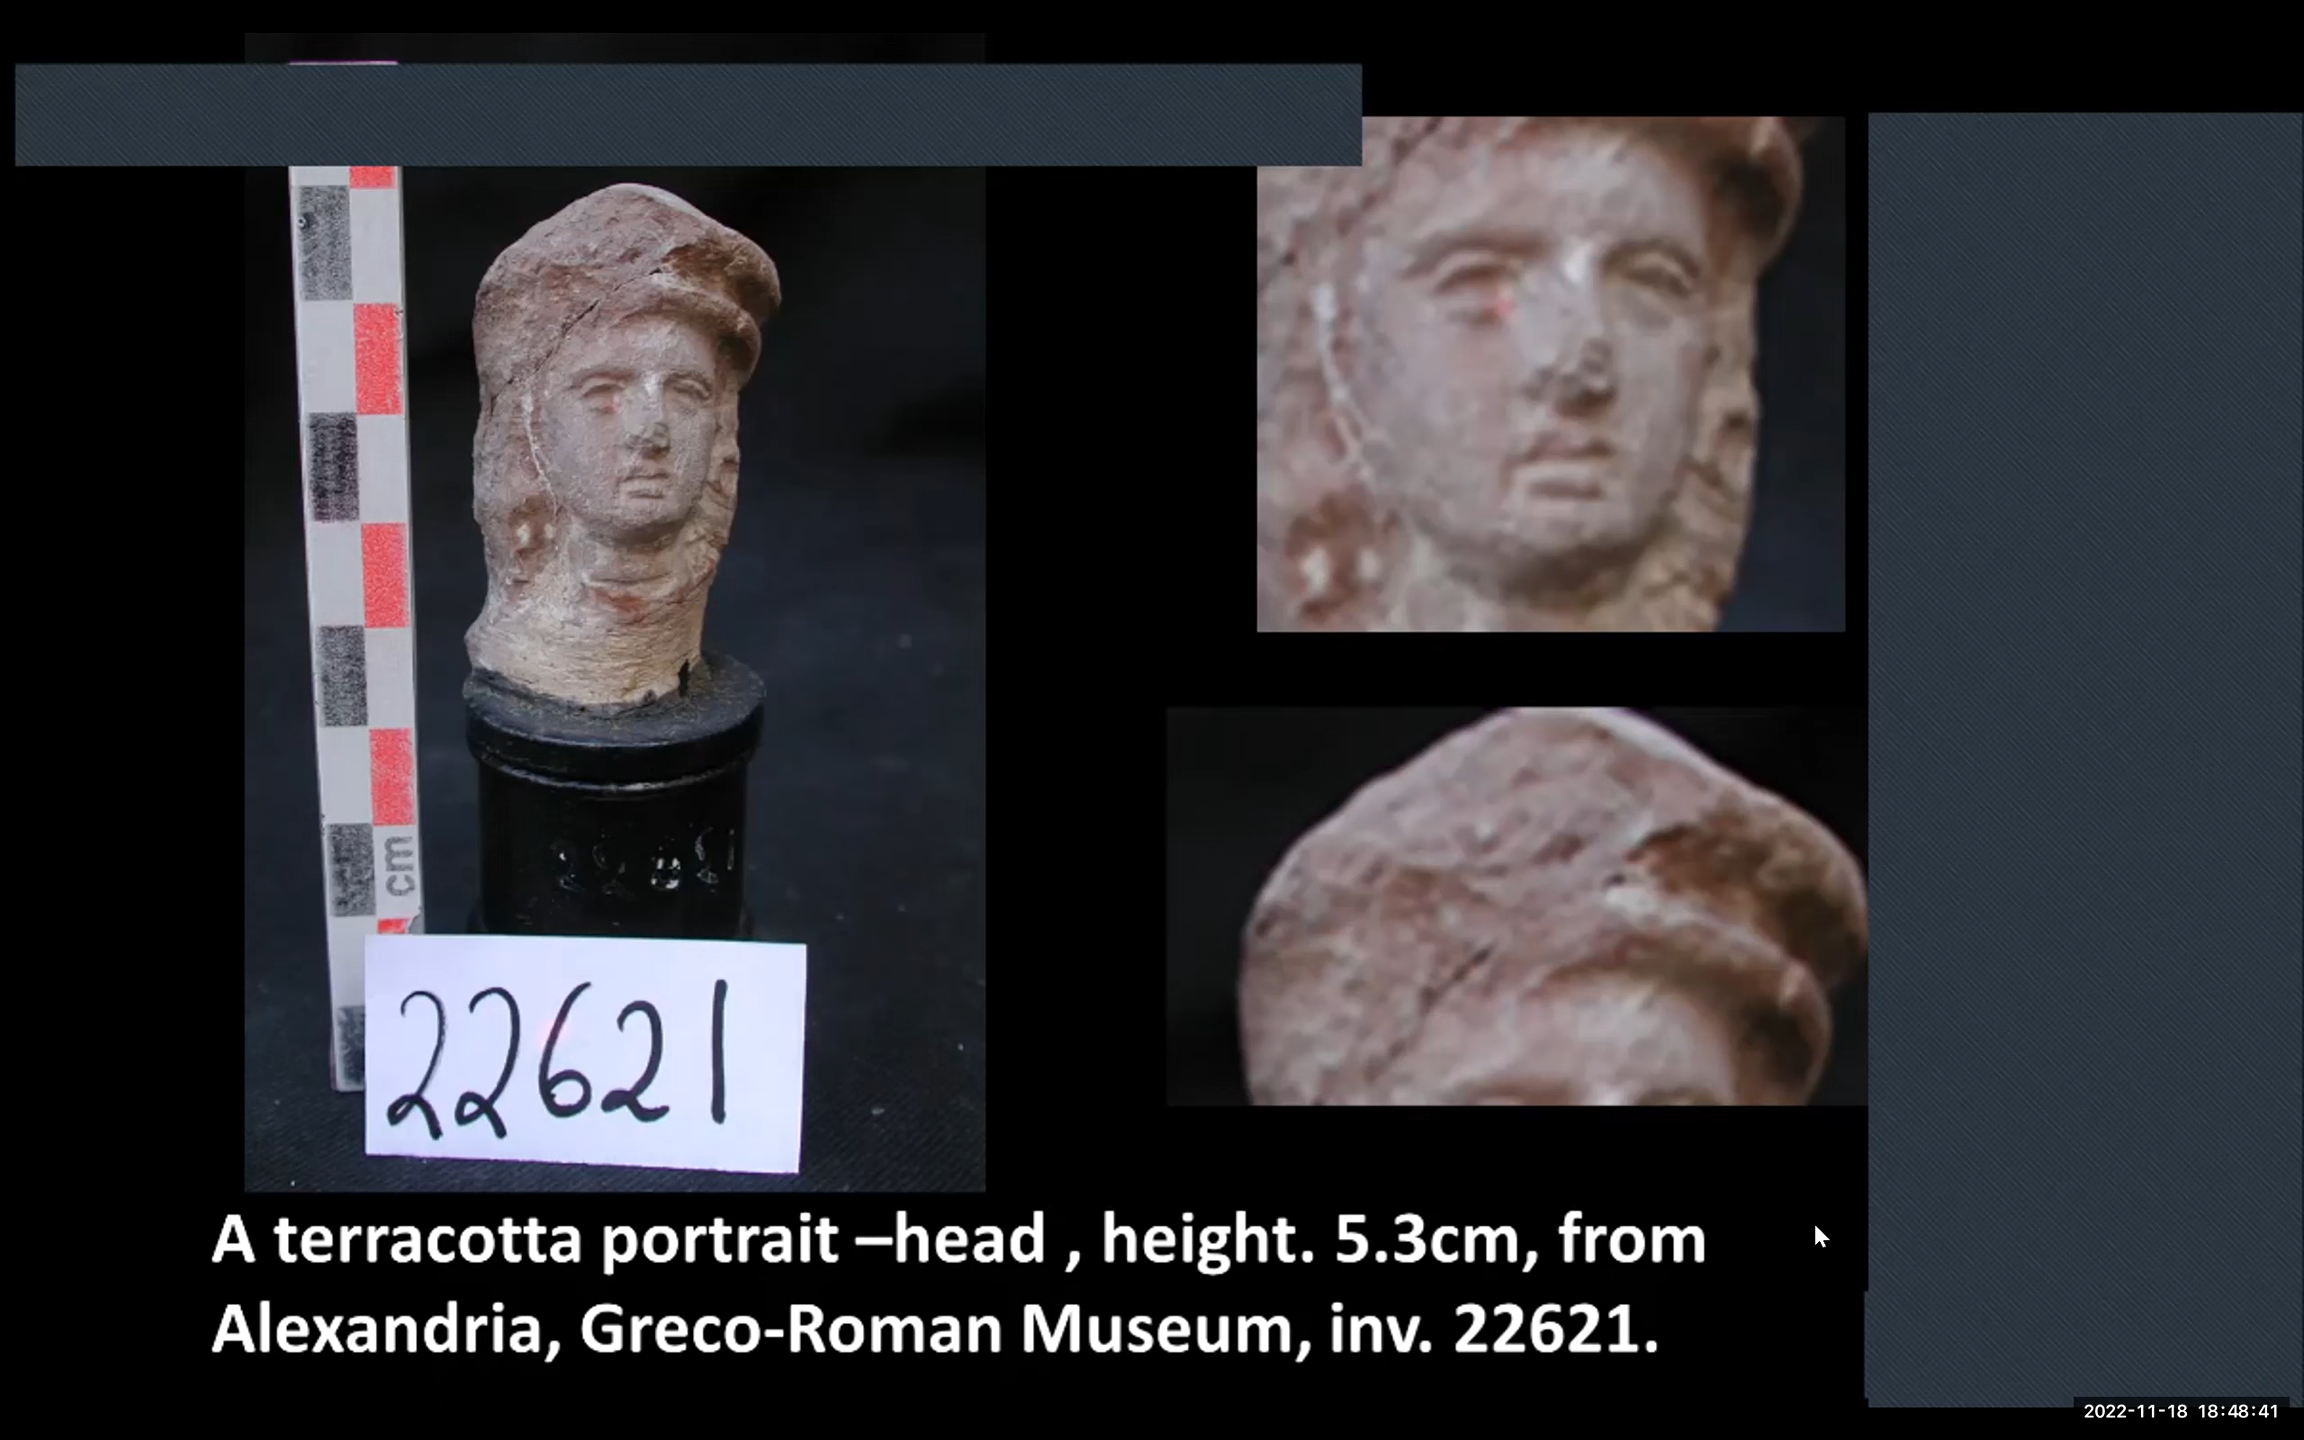 cm
22621
A terracotta portrait –head , height. 5.3cm, from
Alexandria, Greco-Roman Museum, inv. 22621.
2022-11-18 18:48:41